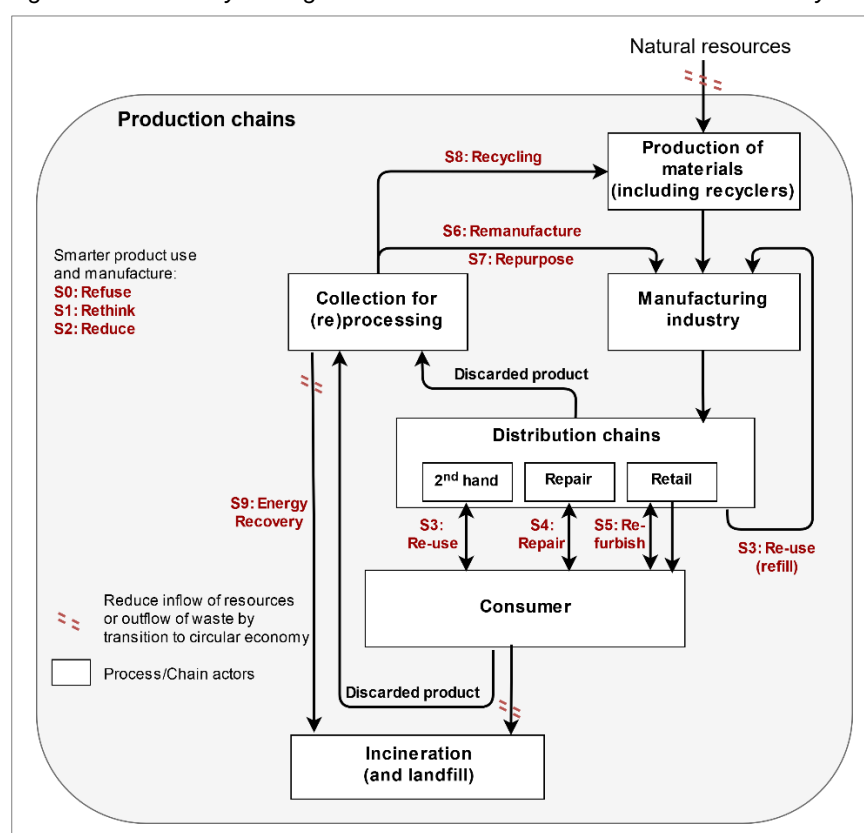 Natural resources
Production chains
S8: Recycling
Production of
materials
(including recyclers)
S6: Remanufacture
S7: Repurpose
Smarter product use
and manufacture:
S0: Refuse
S1: Rethink
S2: Reduce
Collection for
(re)processing
Manufacturing
industry
Discarded product
Distribution chains
2nd hand
Repair
Retail
S9: Energy
Recovery
S3:
Re-use
S4:
Repair
S5: Re-
furbish
S3: Re-use
(refill)
Consumer
Reduce inflow of resources
or outflow of waste by
transition to circular economy
Process/Chain actors
Discarded product
Incineration
(and landfill)